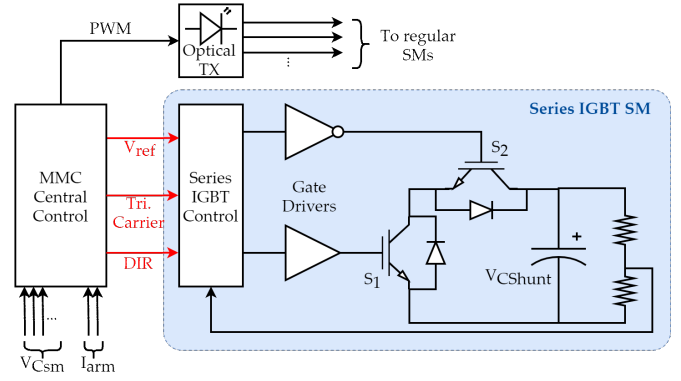 PWM
Optical
TX
...
To regular
SMs
Series IGBT SM
MMC
Central
Control
Vref
Tri.
Carrier
DIR
Series
IGBT
Control
Gate
Drivers
S1
S2
+
VCShunt
...
VCsm
Iarm